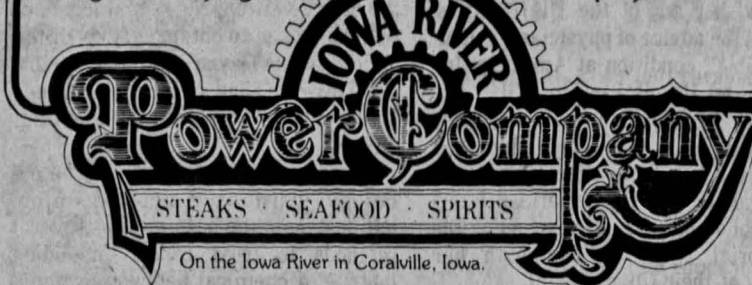 IOWA RIVER
Power Company
STEAKS · SEAFOOD · SPIRITS
On the Iowa River in Coralville, Iowa.